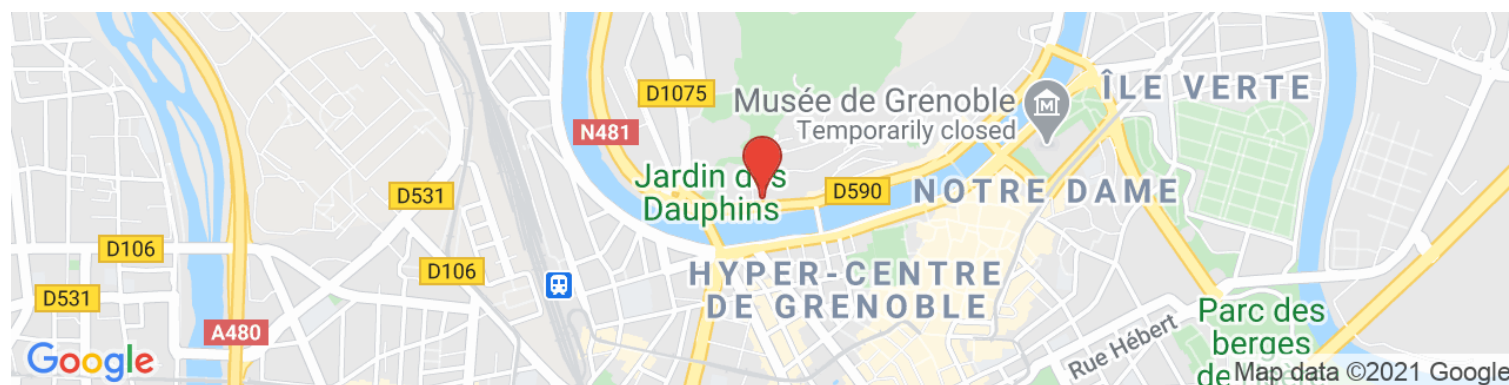 ÎLE VERTE
D1075
Musée de Grenoble
Temporarily closed
N481
Jardin des
Dauphins
D590
NOTRE DAME
D531
D106
D106
HYPER-CENTRE
DE GRENOBLE
D531
A480
Parc des
berges
Rue Hébert
Google
Map data ©2021 Google